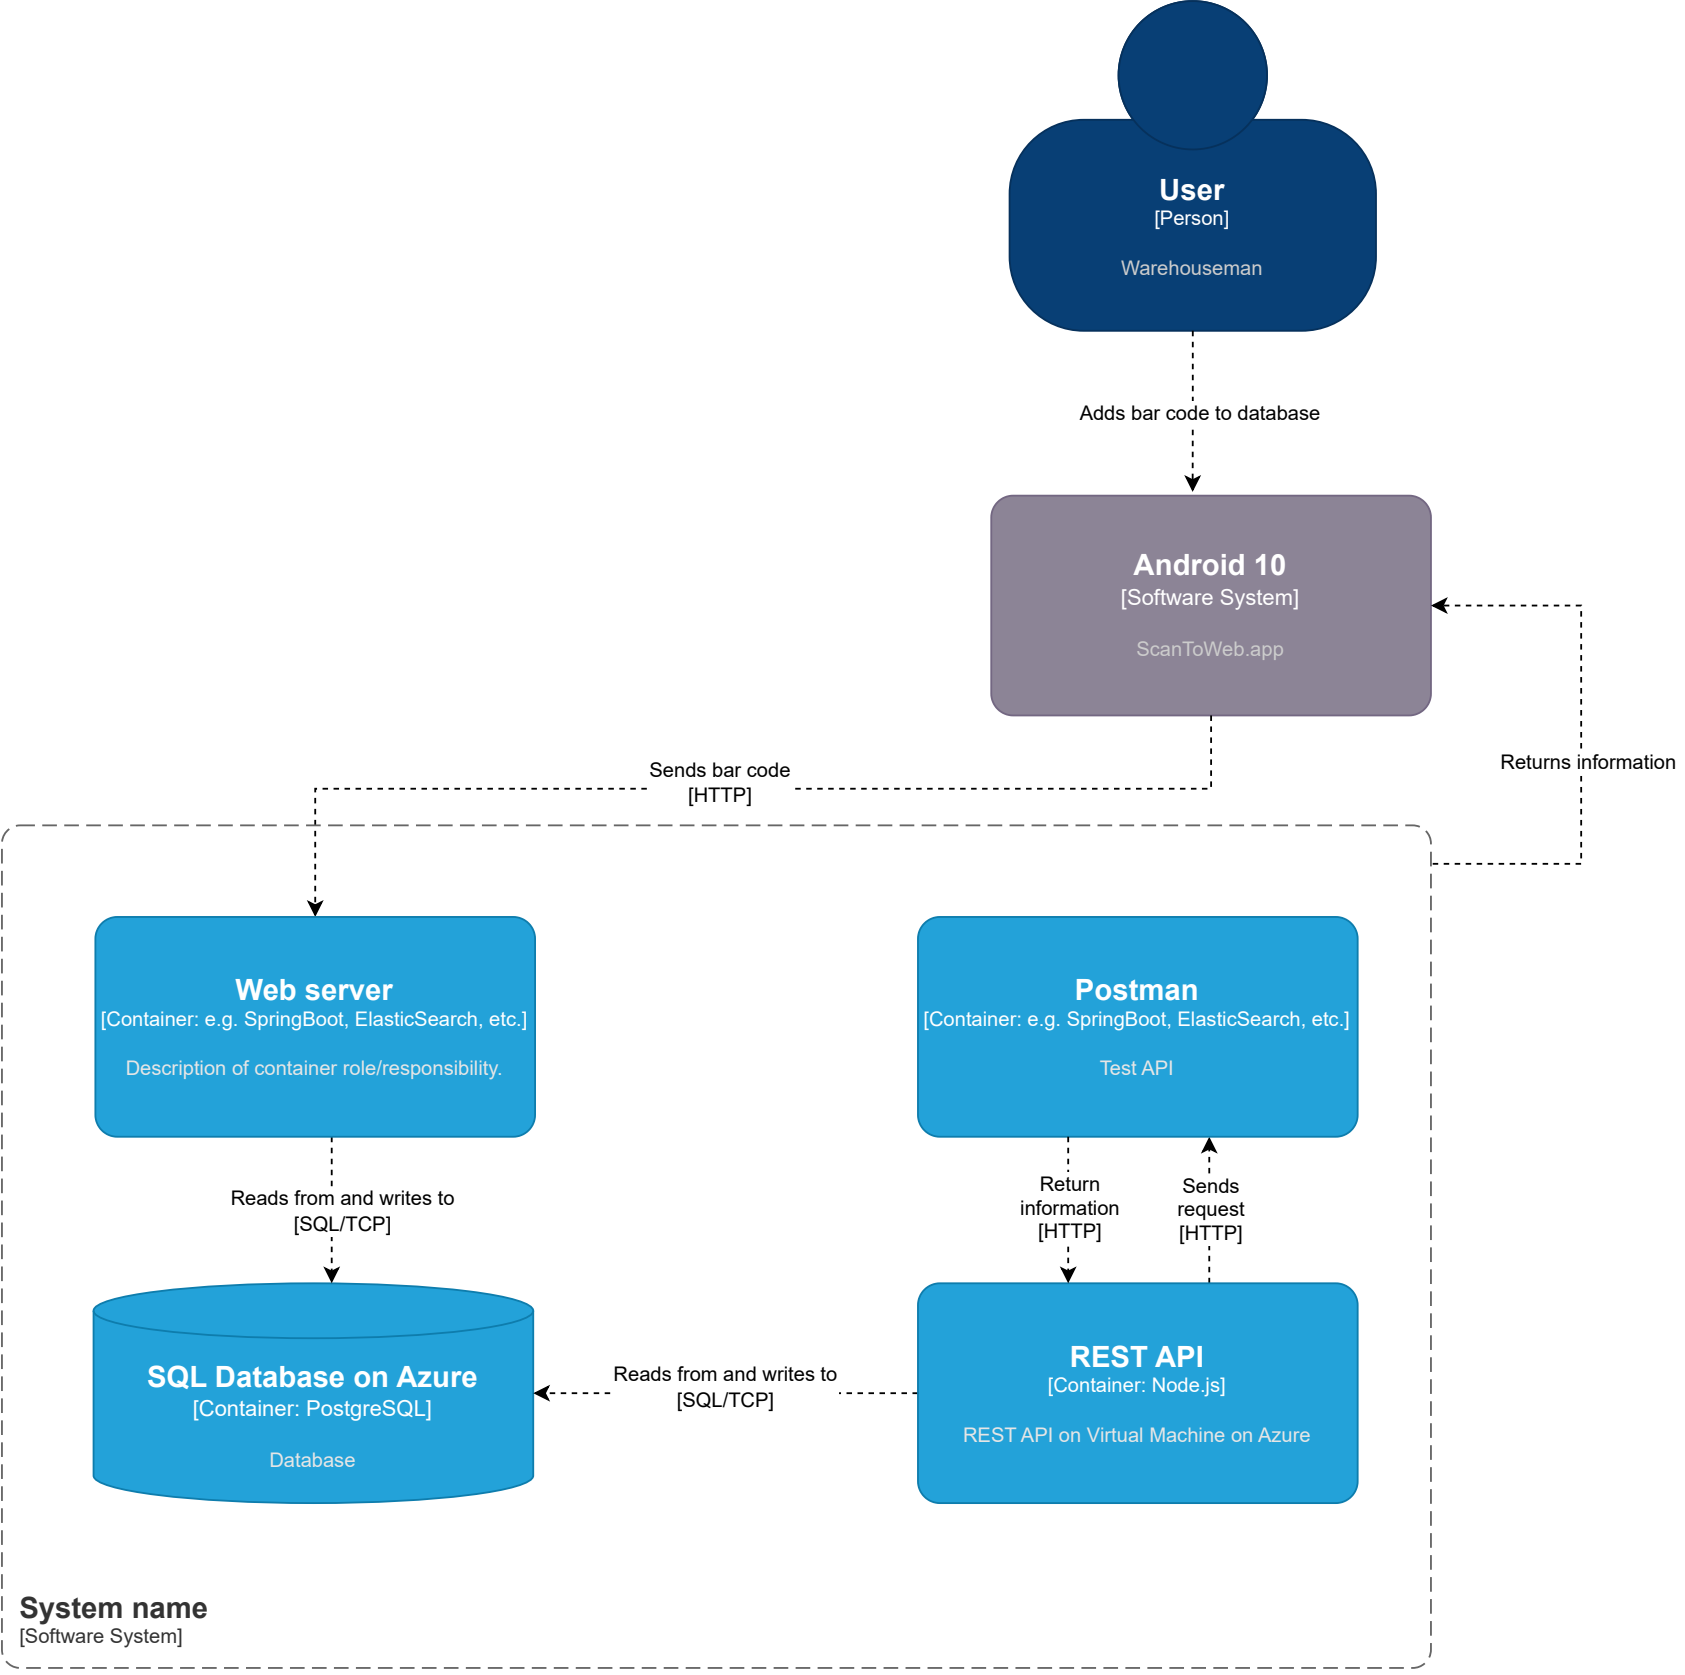 User
[Person]
Warehouseman
Adds bar code to database
Android 10
[Software System]
ScanToWeb.app
Returns information
Sends bar code
[HTTP]
Web server
[Container: e.g. SpringBoot, ElasticSearch, etc.]
Description of container role/responsibility.
Postman
[Container: e.g. SpringBoot, ElasticSearch, etc.]
Test API
Reads from and writes to
[SQL/TCP]
Return
information
[HTTP]
Sends
request
[HTTP]
SQL Database on Azure
[Container: PostgreSQL]
Database
Reads from and writes to
[SQL/TCP]
REST API
[Container: Node.js]
REST API on Virtual Machine on Azure
System name
[Software System]